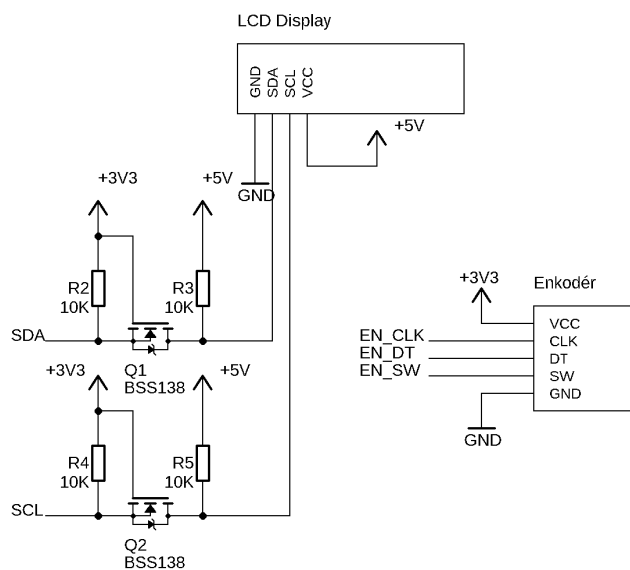 LCD Display
GND
SDA
SCL
VCC
+5V
GND
+3V3
+5V
R2
10K
R3
10K
SDA
Q1
BSS138
+3V3
+5V
R4
10K
R5
10K
SCL
Q2
BSS138
+3V3
Enkodér
VCC
EN_CLK
CLK
EN_DT
DT
EN_SW
SW
GND
GND